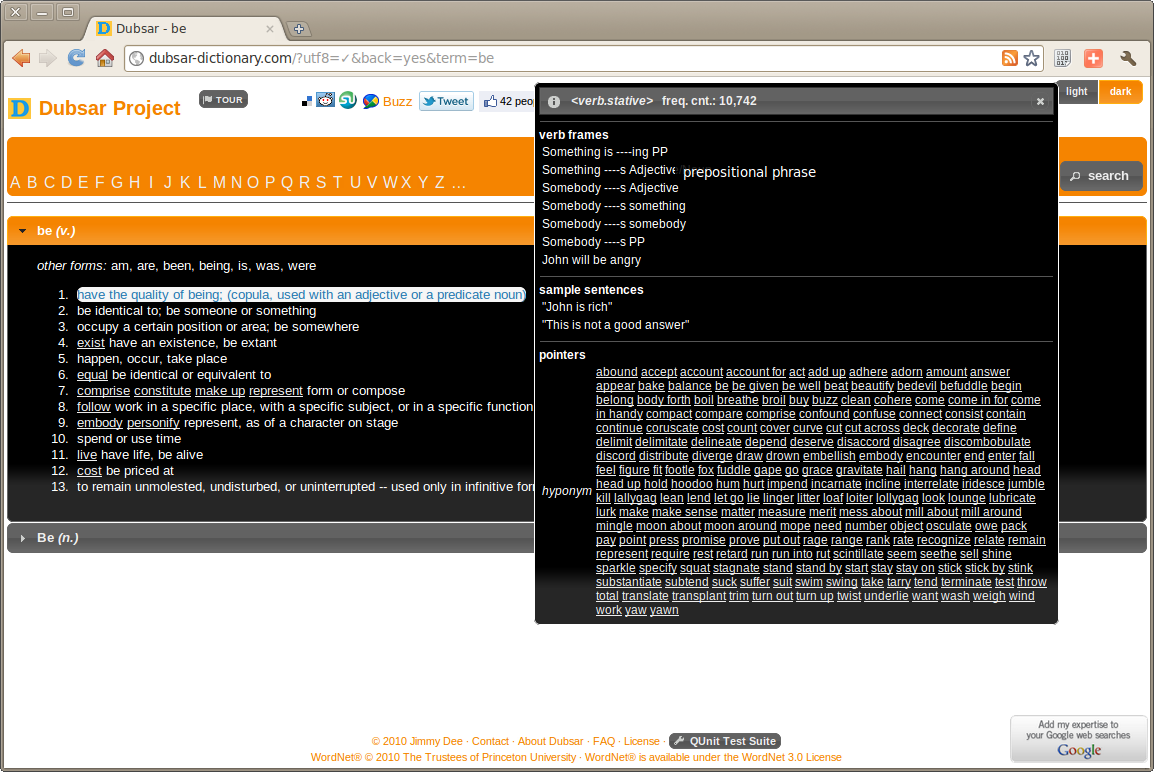 Dubsar - be
dubsar-dictionary.com/?utf8=✓&back=yes&term=be
D Dubsar Project
TOUR
Buzz
Tweet
42 peo
light
dark
A B C D E F G H I J K L M N O P Q R S T U V W X Y Z ...
search
be (v.)
other forms: am, are, been, being, is, was, were
1. have the quality of being; (copula, used with an adjective or a predicate noun)
2. be identical to; be someone or something
3. occupy a certain position or area; be somewhere
4. exist have an existence, be extant
5. happen, occur, take place
6. equal be identical or equivalent to
7. comprise constitute make up represent form or compose
8. follow work in a specific place, with a specific subject, or in a specific function
9. embody personify represent, as of a character on stage
10. spend or use time
11. live have life, be alive
12. cost be priced at
13. to remain unmolested, undisturbed, or uninterrupted -- used only in infinitive for
Be (n.)
<verb.stative> freq. cnt.: 10,742
verb frames
Something is ----ing PP
Something ----s Adjective
prepositional phrase
Somebody ----s Adjective
Somebody ----s something
Somebody ----s somebody
Somebody ----s PP
John will be angry
sample sentences
"John is rich"
"This is not a good answer"
pointers
hyponym
abound accept account account for act add up adhere adorn amount answer
appear bake balance be be given be well beat beautify bedevil befuddle begin
belong body forth boil breathe broil buy buzz clean cohere come come in for come
in handy compact compare comprise confound confuse connect consist contain
continue coruscate cost count cover curve cut cut across deck decorate define
delimit delimitate delineate depend deserve disaccord disagree discombobulate
discord distribute diverge draw drown embellish embody encounter end enter fall
feel figure fit footle fox fuddle gape go grace gravitate hail hang hang around head
head up hold hoodoo hum hurt impend incarnate incline interrelate iridesce jumble
kill lallygag lean lend let go lie linger litter loaf loiter lollygag look lounge lubricate
lurk make make sense matter measure merit mess about mill about mill around
mingle moon about moon around mope need number object osculate owe pack
pay point press promise prove put out rage range rank rate recognize relate remain
represent require rest retard run run into rut scintillate seem seethe sell shine
sparkle specify squat stagnate stand stand by start stay stay on stick stick by stink
substantiate subtend suck suffer suit swim swing take tarry tend terminate test throw
total translate transplant trim turn out turn up twist underlie want wash weigh wind
work yaw yawn
© 2010 Jimmy Dee · Contact · About Dubsar · FAQ · License · QUnit Test Suite
WordNet® © 2010 The Trustees of Princeton University · WordNet® is available under the WordNet 3.0 License
Add my expertise to
your Google web searches
Google